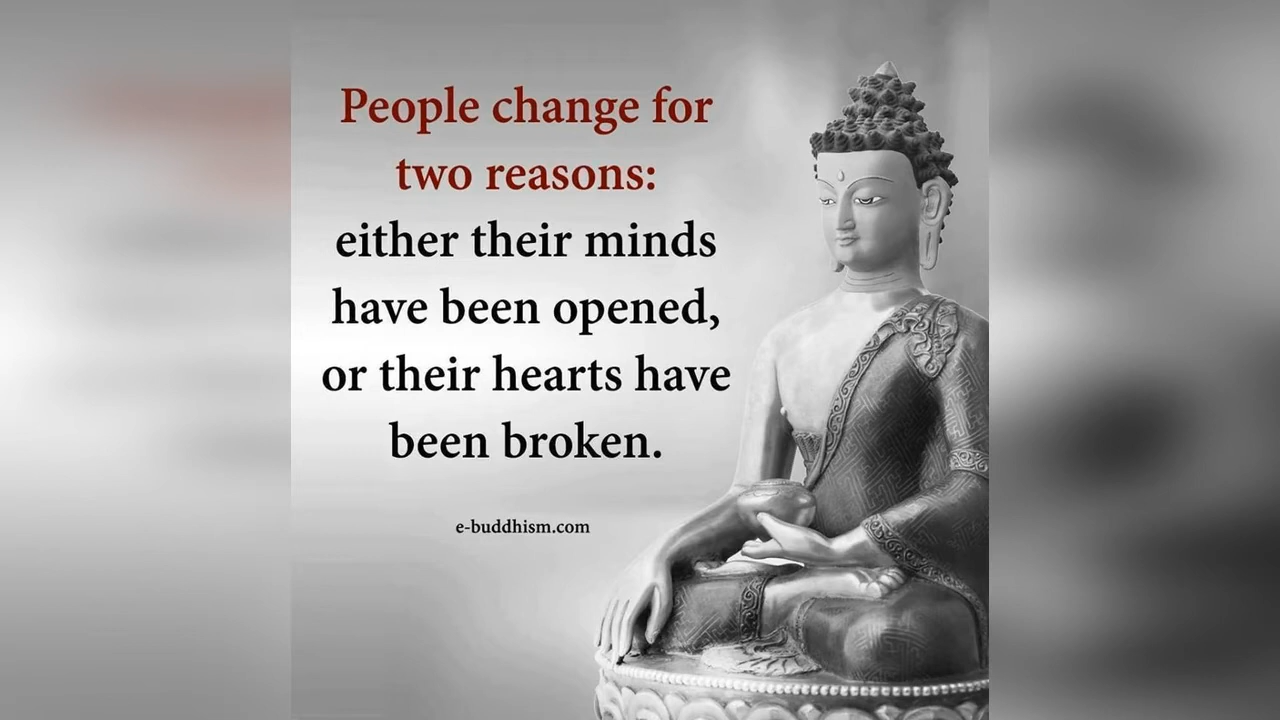 People change for
two reasons:
either their minds
have been opened,
or their hearts have
been broken.
e-buddhism.com